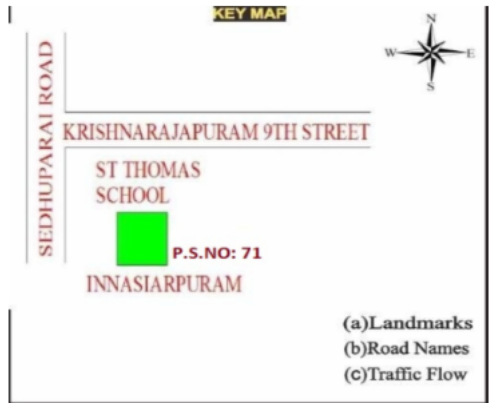 KEY MAP
N
W E
S
SEDHUPARAI ROAD
KRISHNARAJAPURAM 9TH STREET
ST THOMAS
SCHOOL
P.S.NO: 71
INNASIARPURAM
(a)Landmarks
(b)Road Names
(c)Traffic Flow